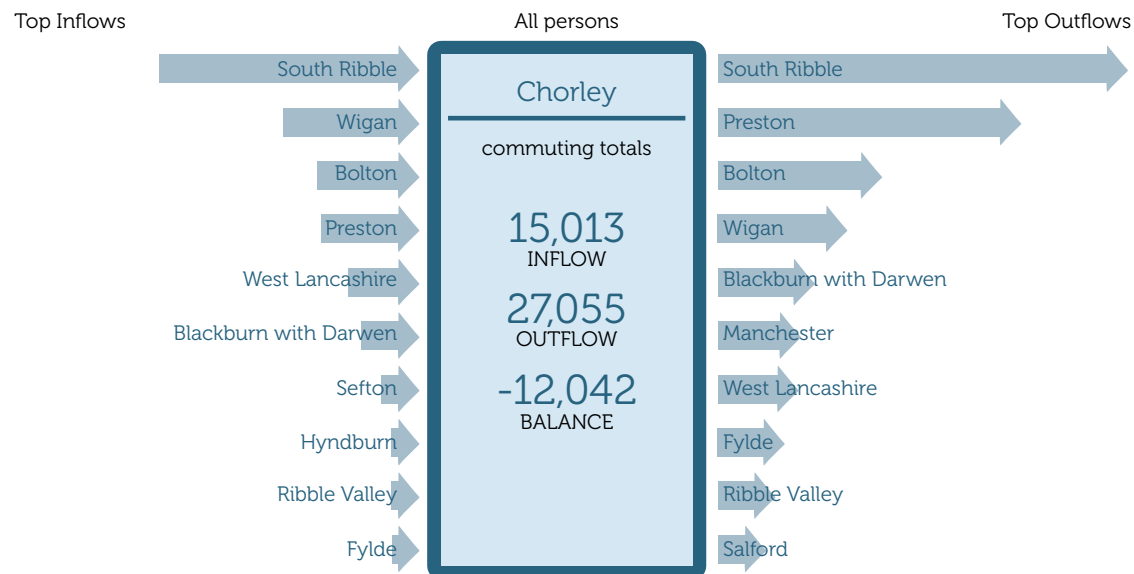 Top Inflows
All persons
Top Outflows
South Ribble
Wigan
Bolton
Preston
West Lancashire
Blackburn with Darwen
Sefton
Hyndburn
Ribble Valley
Fylde
Chorley
commuting totals
15,013
INFLOW
27,055
OUTFLOW
-12,042
BALANCE
South Ribble
Preston
Bolton
Wigan
Blackburn with Darwen
Manchester
West Lancashire
Fylde
Ribble Valley
Salford